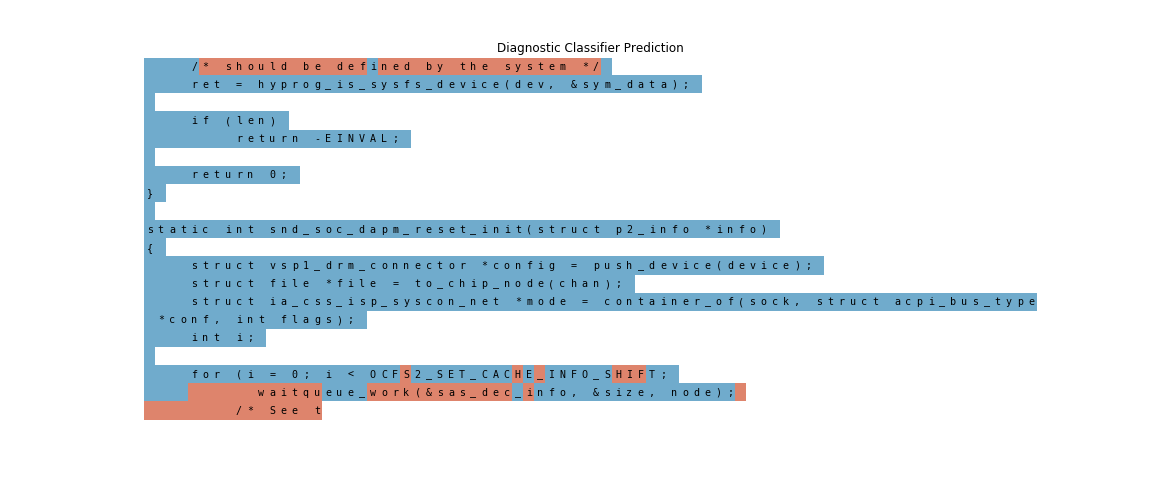 Diagnostic Classifier Prediction
/* should be defined by the system */
ret = hyprog_is_sysfs_device(dev, &sym_data);
if (len)
return -EINVAL;
return 0;
}
static int snd_soc_dapm_reset_init(struct p2_info *info)
{
struct vsp1_drm_connector *config = push_device(device);
struct file *file = to_chip_node(chan);
struct ia_css_isp_syscon_net *mode = container_of(sock, struct acpi_bus_type
*conf, int flags);
int i;
for (i = 0; i < OCFS2_SET_CACHE_INFO_SHIFT;
waitqueue_work(&sas_dec_info, &size, node);
/* See t